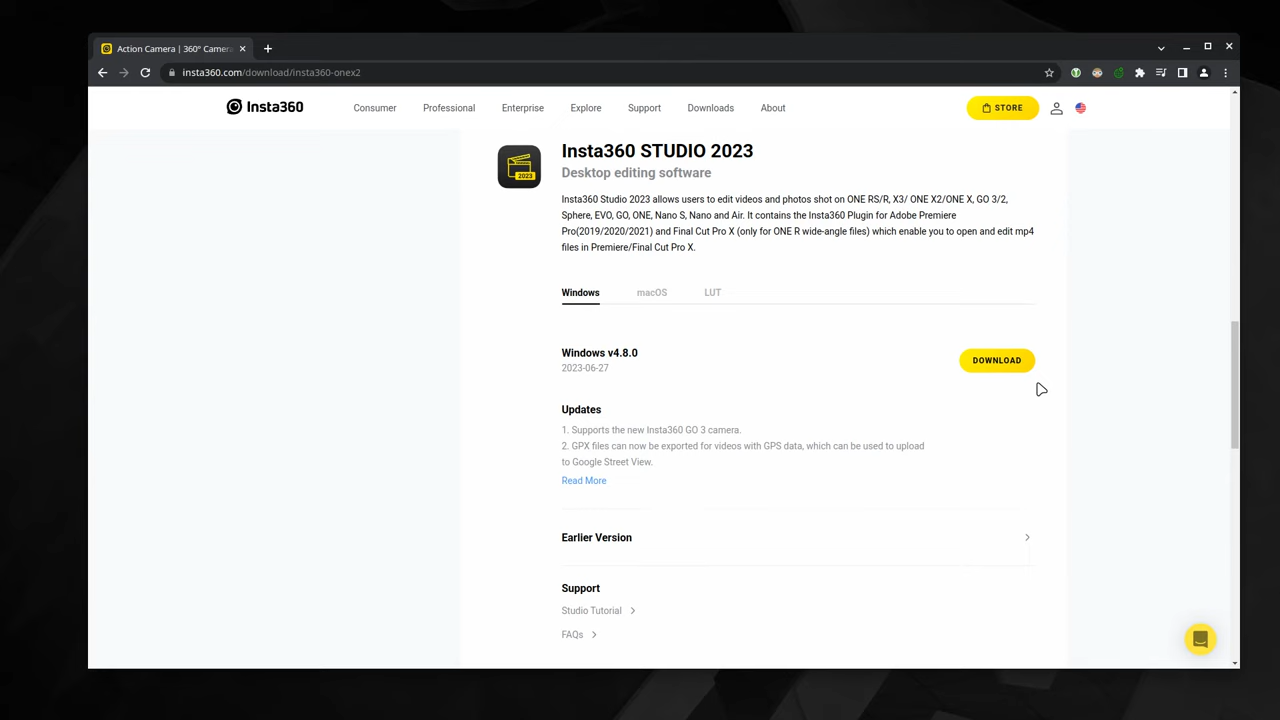 Action Camera | 360° Camera
insta360.com/download/insta360-onex2
Insta360
Consumer
Professional
Enterprise
Explore
Support
Downloads
About
STORE
2023
Insta360 STUDIO 2023
Desktop editing software
Insta360 Studio 2023 allows users to edit videos and photos shot on ONE RS/R, X3/ ONE X2/ONE X, GO 3/2,
Sphere, EVO, GO, ONE, Nano S, Nano and Air. It contains the Insta360 Plugin for Adobe Premiere
Pro(2019/2020/2021) and Final Cut Pro X (only for ONE R wide-angle files) which enable you to open and edit mp4
files in Premiere/Final Cut Pro X.
Windows
macOS
LUT
Windows v4.8.0
2023-06-27
DOWNLOAD
Updates
1. Supports the new Insta360 GO 3 camera.
2. GPX files can now be exported for videos with GPS data, which can be used to upload
to Google Street View.
Read More
Earlier Version
Support
Studio Tutorial
FAQs